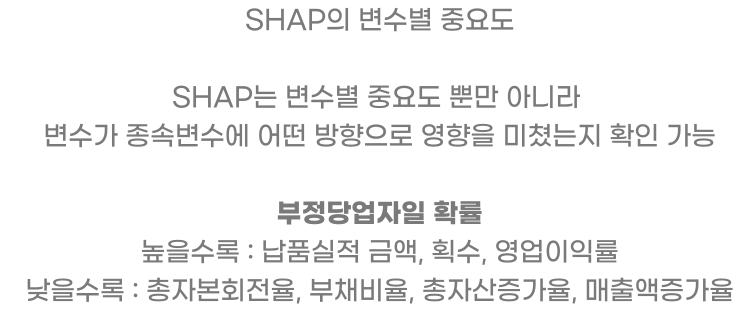 SHAP의 변수별 중요도
SHAP는 변수별 중요도 뿐만 아니라
변수가 종속변수에 어떤 방향으로 영향을 미쳤는지 확인 가능
부정당업자일 확률
높을수록 : 납품실적 금액, 횟수, 영업이익률
낮을수록 : 총자본회전율, 부채비율, 총자산증가율, 매출액증가율